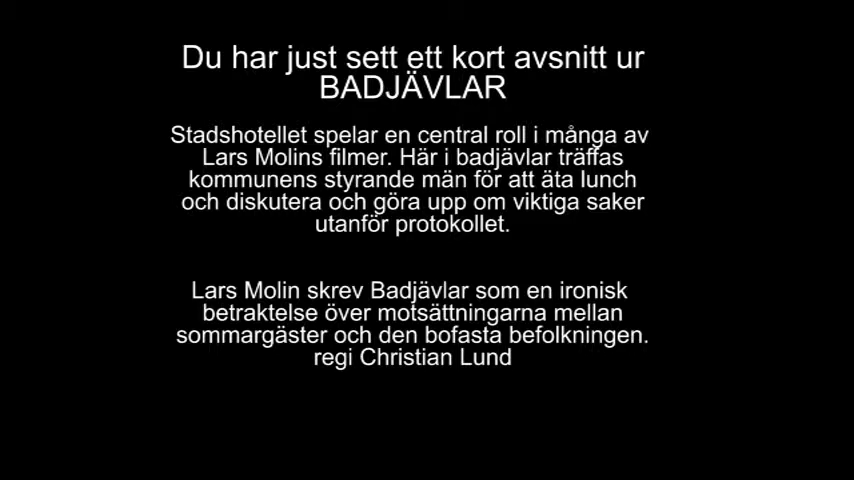 Du har just sett ett kort avsnitt ur
BADJÄVLAR
Stadshotellet spelar en central roll i många av
Lars Molins filmer. Här i badjävlar träffas
kommunens styrande män för att äta lunch
och diskutera och göra upp om viktiga saker
utanför protokollet.
Lars Molin skrev Badjävlar som en ironisk
betraktelse över motsättningarna mellan
sommargäster och den bofasta befolkningen.
regi Christian Lund